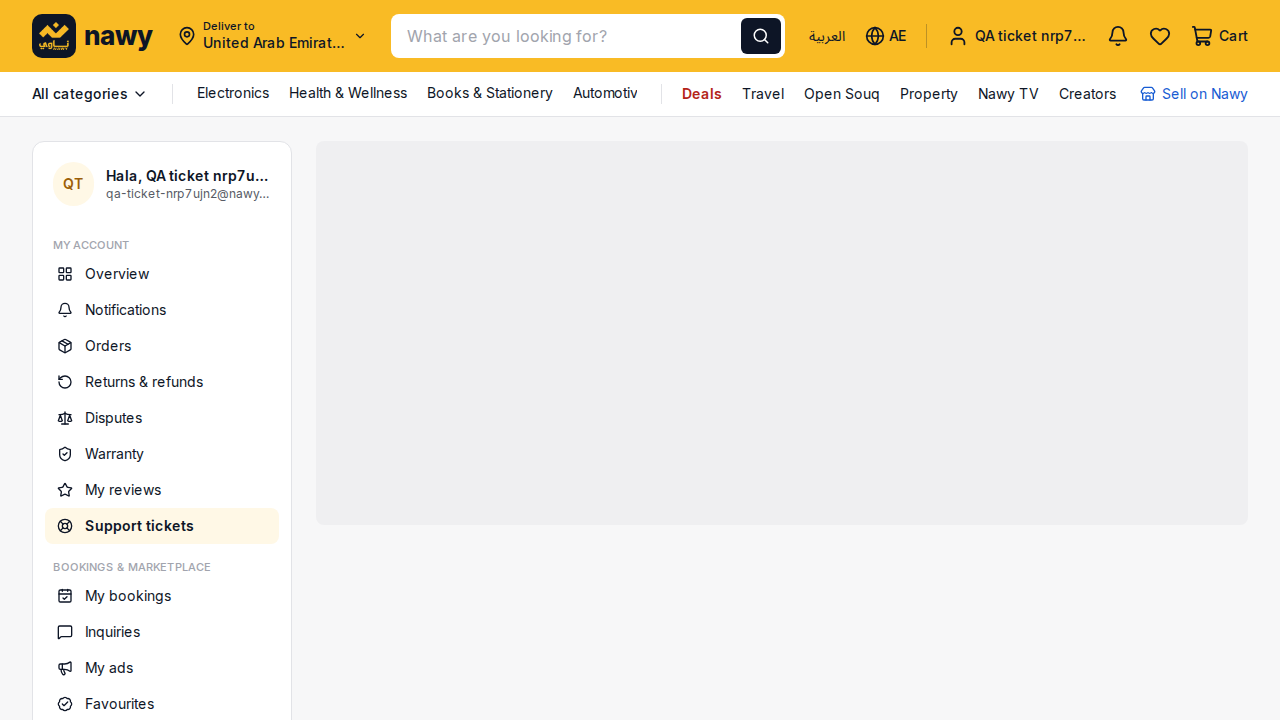 نــاوي
NAWY
nawy
Deliver to
United Arab Emirat...
What are you looking for?
العربية
AE
QA ticket nrp7...
Cart
All categories
Electronics
Health & Wellness
Books & Stationery
Automotiv
Deals
Travel
Open Souq
Property
Nawy TV
Creators
Sell on Nawy
QT
Hala, QA ticket nrp7u...
qa-ticket-nrp7ujn2@nawy...
MY ACCOUNT
Overview
Notifications
Orders
Returns & refunds
Disputes
Warranty
My reviews
Support tickets
BOOKINGS & MARKETPLACE
My bookings
Inquiries
My ads
Favourites